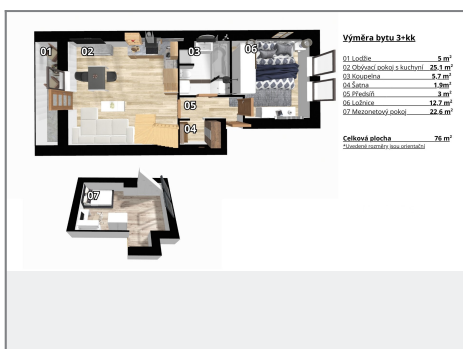 01
02
03
06
05
04
07
Výměra bytu 3+kk
01 Lodžie 5 m²
02 Obývací pokoj s kuchyní 25,1 m²
03 Koupelna 5,7 m²
04 Šatna 1,9m²
05 Předsíň 3 m²
06 Ložnice 12,7 m²
07 Mezonetový pokoj 22,6 m²
Celková plocha 76 m²
*Uvedené rozměry jsou orientační